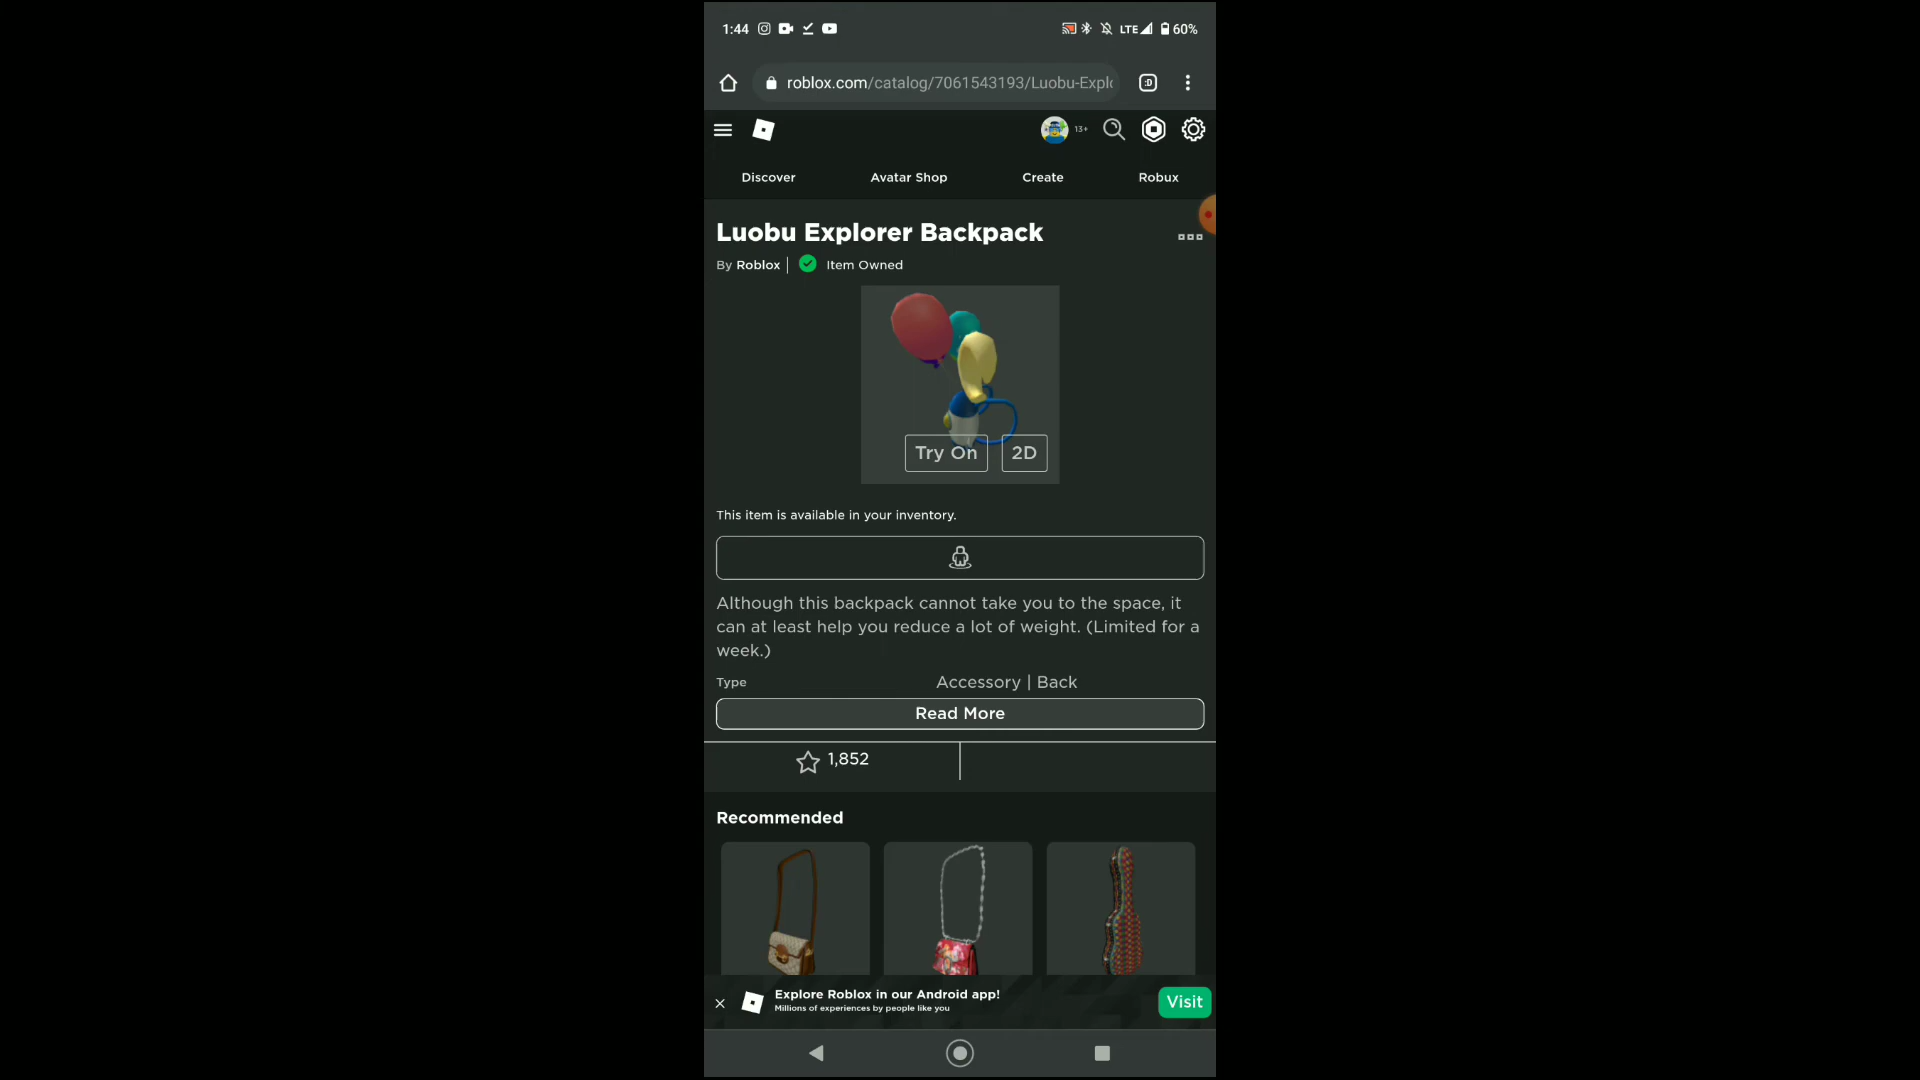 1:44 LTE 60%
roblox.com/catalog/7061543193/Luobu-Expl
:D
13+
Discover Avatar Shop Create Robux
Luobu Explorer Backpack
By Roblox Item Owned
Try On 2D
This item is available in your inventory.
Although this backpack cannot take you to the space, it
can at least help you reduce a lot of weight. (Limited for a
week.)
Type Accessory | Back
Read More
1,852
Recommended
Explore Roblox in our Android app!
Millions of experiences by people like you
Visit